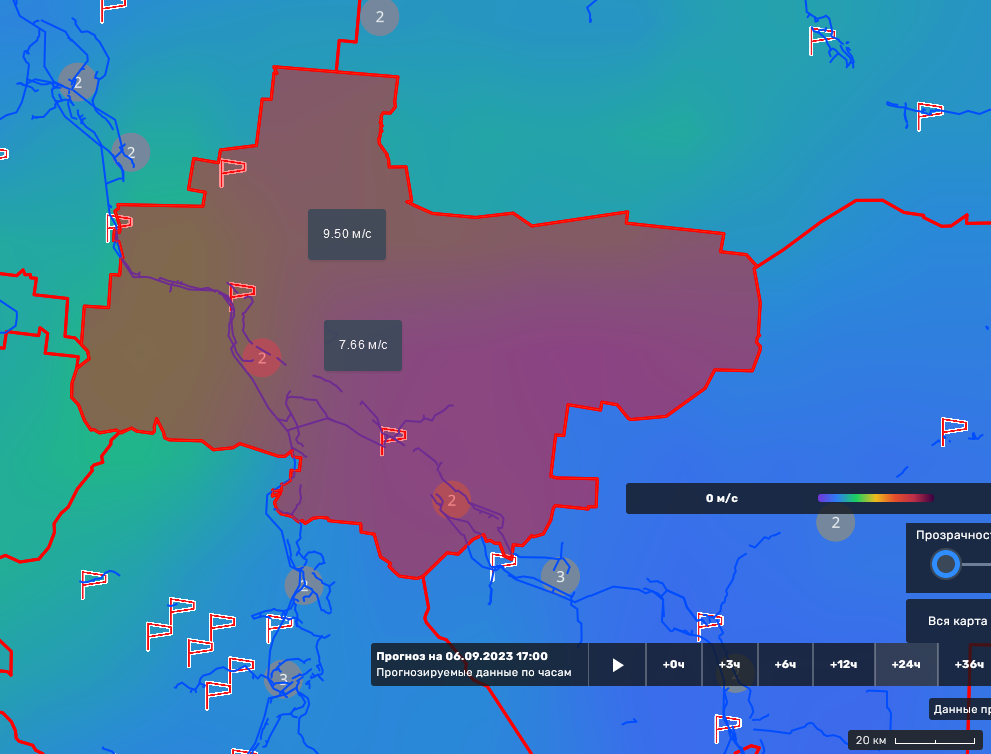 2
2
2
9.50 м/с
7.66 м/с
2
2
0 м/с
2
Прозрачност
3
2
Вся карта
Прогноз на 06.09.2023 17:00
Прогнозируемые данные по часам
+0ч
+3ч
+6ч
+12ч
+24ч
+36ч
3
Данные пр
20 км